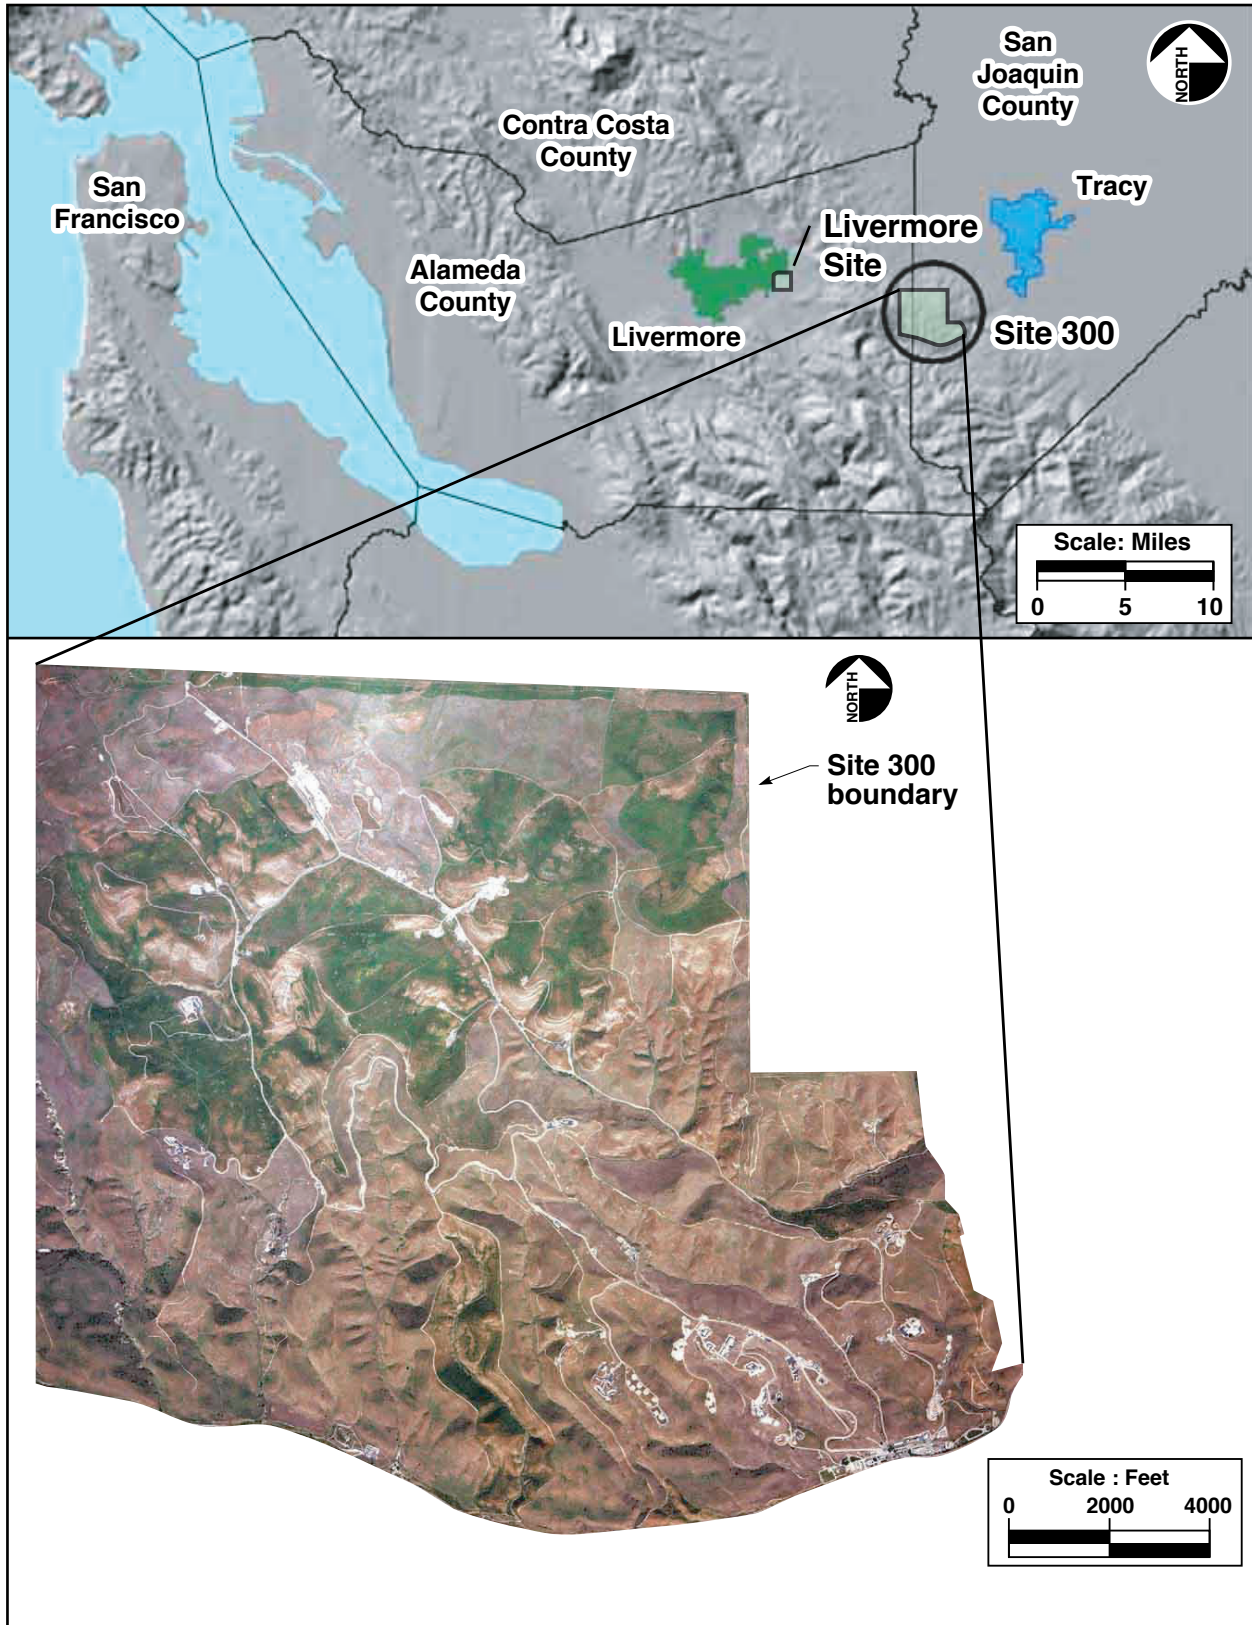 San
Joaquin
County
NORTH
Contra Costa
County
San
Francisco
Tracy
Livermore
Site
Alameda
County
Livermore
Site 300
Scale: Miles
0 5 10
NORTH
Site 300
boundary
Scale : Feet
0 2000 4000